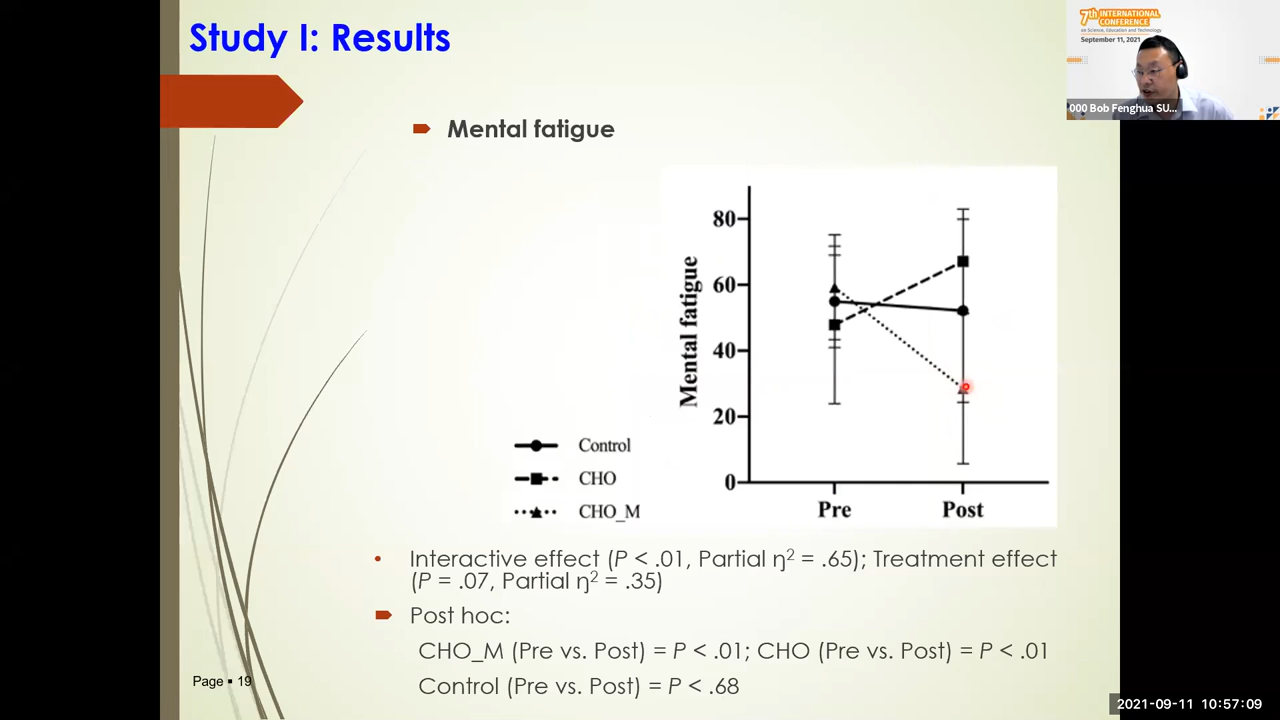 Study I: Results
7th INTERNATIONAL
CONFERENCE
on Science, Education and Technology
September 11, 2021
000 Bob Fenghua SU...
Mental fatigue
Mental fatigue
80
60
40
20
0
Pre Post
Control
CHO
CHO_M
Interactive effect (P < .01, Partial η² = .65); Treatment effect
(P = .07, Partial η² = .35)
Post hoc:
CHO_M (Pre vs. Post) = P < .01; CHO (Pre vs. Post) = P < .01
Control (Pre vs. Post) = P < .68
Page ▪ 19
2021-09-11 10:57:09